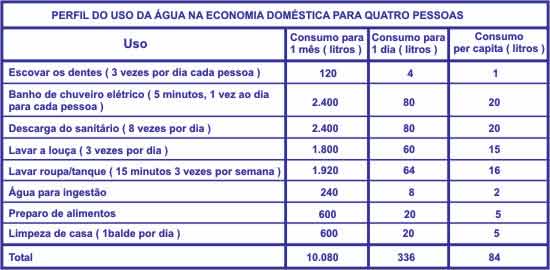 PERFIL DO USO DA ÁGUA NA ECONOMIA DOMÉSTICA PARA QUATRO PESSOAS
Uso
Consumo para 1 mês ( litros )
Consumo para 1 dia ( litros )
Consumo per capita ( litros )
Escovar os dentes ( 3 vezes por dia cada pessoa ) 120 4 1
Banho de chuveiro elétrico ( 5 minutos, 1 vez ao dia
para cada pessoa ) 2.400 80 20
Descarga do sanitário ( 8 vezes por dia ) 2.400 80 20
Lavar a louça ( 3 vezes por dia ) 1.800 60 15
Lavar roupa/tanque ( 15 minutos 3 vezes por semana ) 1.920 64 16
Água para ingestão 240 8 2
Preparo de alimentos 600 20 5
Limpeza de casa ( 1balde por dia ) 600 20 5
Total 10.080 336 84